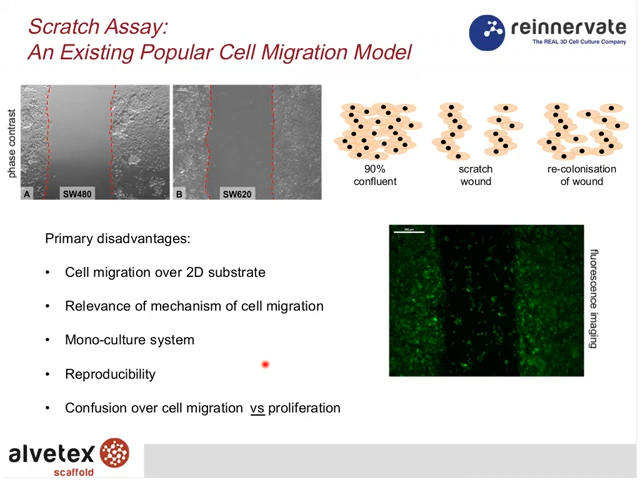 Scratch Assay:
An Existing Popular Cell Migration Model
reinnervate
The REAL 3D Cell Culture Company
phase contrast
A
SW480
B
SW620
90%
confluent
scratch
wound
re-colonisation
of wound
Primary disadvantages:
• Cell migration over 2D substrate
• Relevance of mechanism of cell migration
• Mono-culture system
• Reproducibility
• Confusion over cell migration vs proliferation
fluorescence imaging
alvetex
scaffold